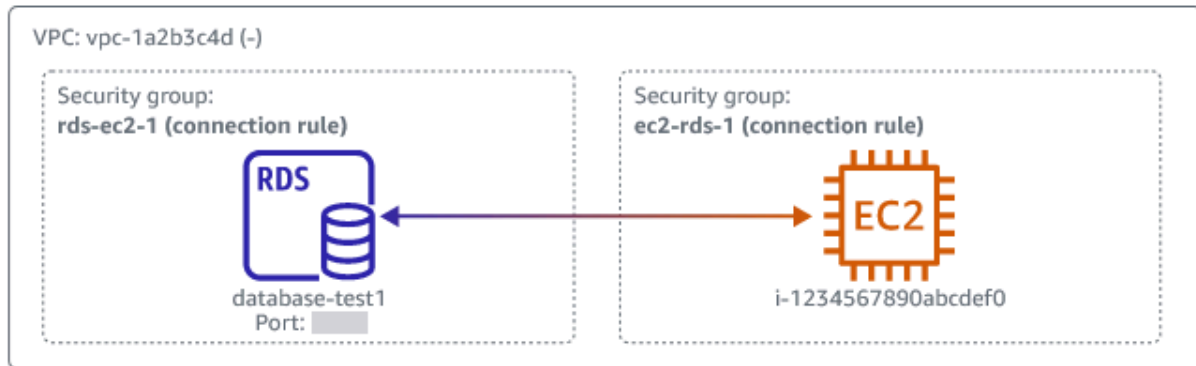 VPC: vpc-1a2b3c4d (-)
Security group:
rds-ec2-1 (connection rule)
RDS
database-test1
Port:
Security group:
ec2-rds-1 (connection rule)
EC2
i-1234567890abcdef0